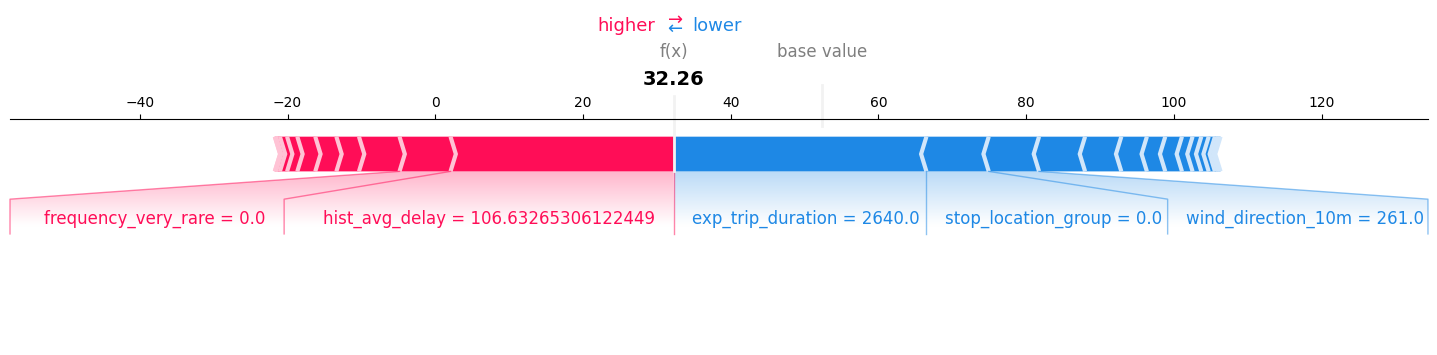 higher ⇄ lower
f(x) base value
32.26
−40 −20 0 20 40 60 80 100 120
frequency_very_rare = 0.0 hist_avg_delay = 106.63265306122449 exp_trip_duration = 2640.0 stop_location_group = 0.0 wind_direction_10m = 261.0